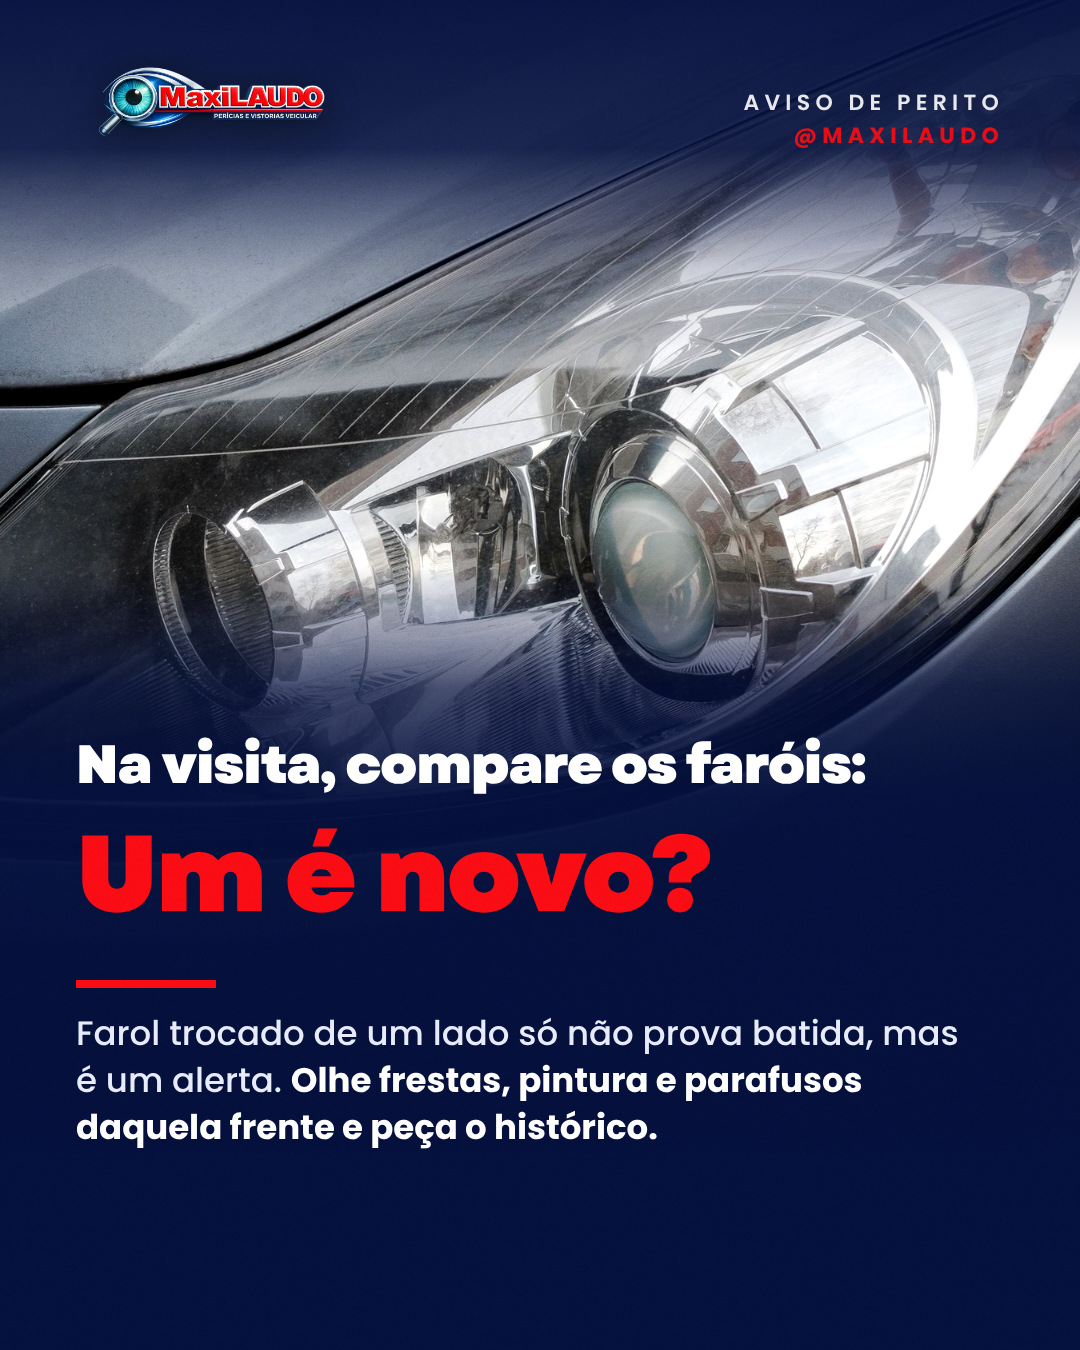 MaxiLAUDO
PERÍCIAS E VISTORIAS VEICULAR
AVISO DE PERITO
@MAXILAUDO
Na visita, compare os faróis:
Um é novo?
Farol trocado de um lado só não prova batida, mas
é um alerta. Olhe frestas, pintura e parafusos
daquela frente e peça o histórico.